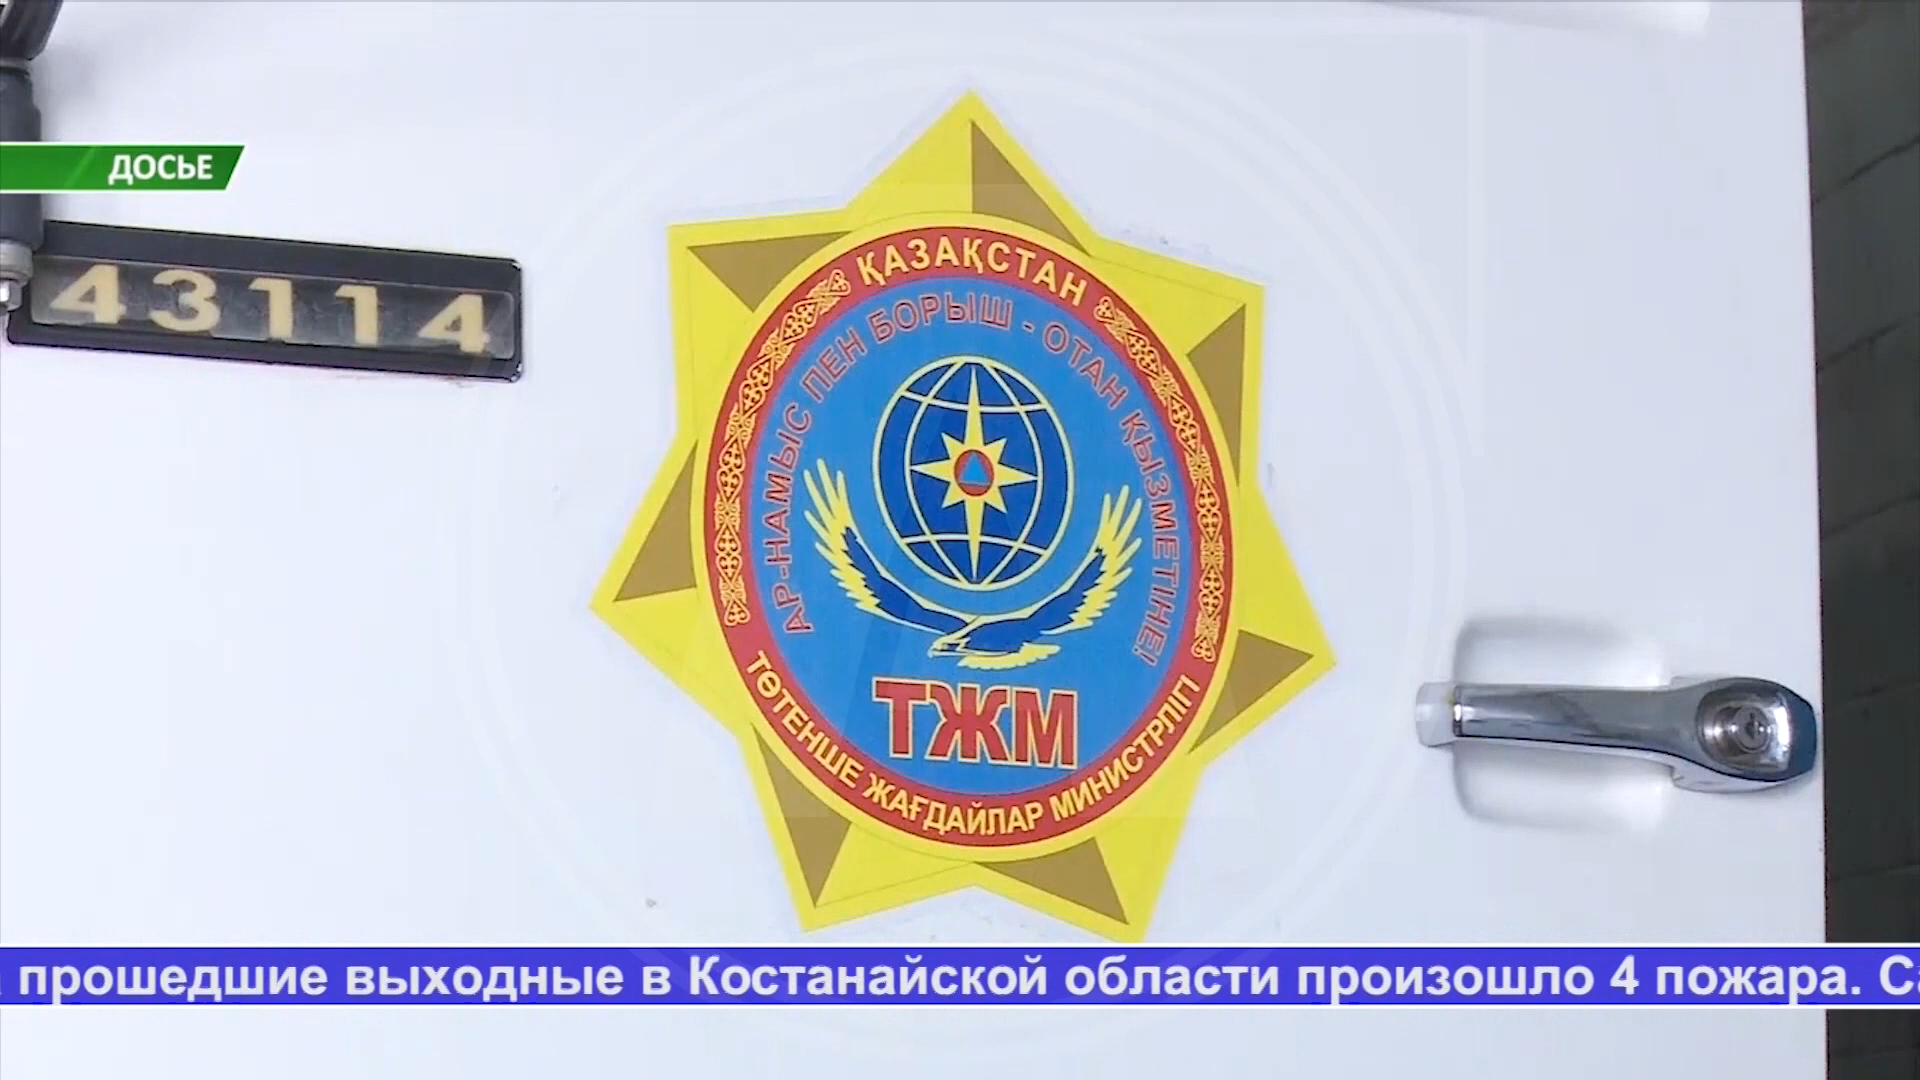 ДОСЬЕ
43114
ҚАЗАҚСТАН
АР-НАМЫС ПЕН БОРЫШ - ОТАН ҚЫЗМЕТІНЕ!
ТЖМ
ТӨТЕНШЕ ЖАҒДАЙЛАР МИНИСТРЛІГІ
прошедшие выходные в Костанайской области произошло 4 пожара.